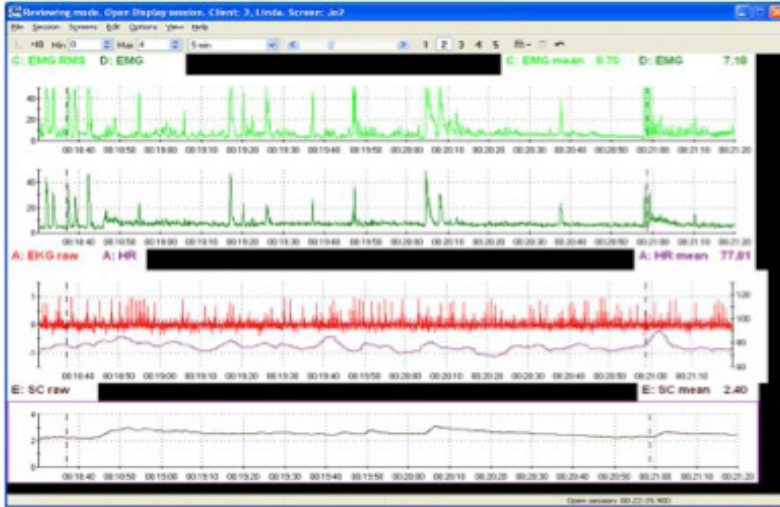 Reviewing mode. Open Display session. Client: 3, Linda. Screen: Jo2
File Session Screens Edit Options View Help
Min 0 Max 4 5 min 1 2 3 4 5
C: EMG RMS D: EMG C: EMG mean 9.70 D: EMG 7.18
40
20
0
00:18:40 00:18:50 00:19:00 00:19:10 00:19:20 00:19:30 00:19:40 00:19:50 00:20:00 00:20:10 00:20:20 00:20:30 00:20:40 00:20:50 00:21:00 00:21:10 00:21:20
40
20
0
00:18:40 00:18:50 00:19:00 00:19:10 00:19:20 00:19:30 00:19:40 00:19:50 00:20:00 00:20:10 00:20:20 00:20:30 00:20:40 00:20:50 00:21:00 00:21:10 00:21:20
A: EKG raw A: HR A: HR mean 77.81
1 120
0 100
-1 80
60
00:18:40 00:18:50 00:19:00 00:19:10 00:19:20 00:19:30 00:19:40 00:19:50 00:20:00 00:20:10 00:20:20 00:20:30 00:20:40 00:20:50 00:21:00 00:21:10
E: SC raw E: SC mean 2.40
4
2
0
00:18:40 00:18:50 00:19:00 00:19:10 00:19:20 00:19:30 00:19:40 00:19:50 00:20:00 00:20:10 00:20:20 00:20:30 00:20:40 00:20:50 00:21:00 00:21:10 00:21:20
Open session